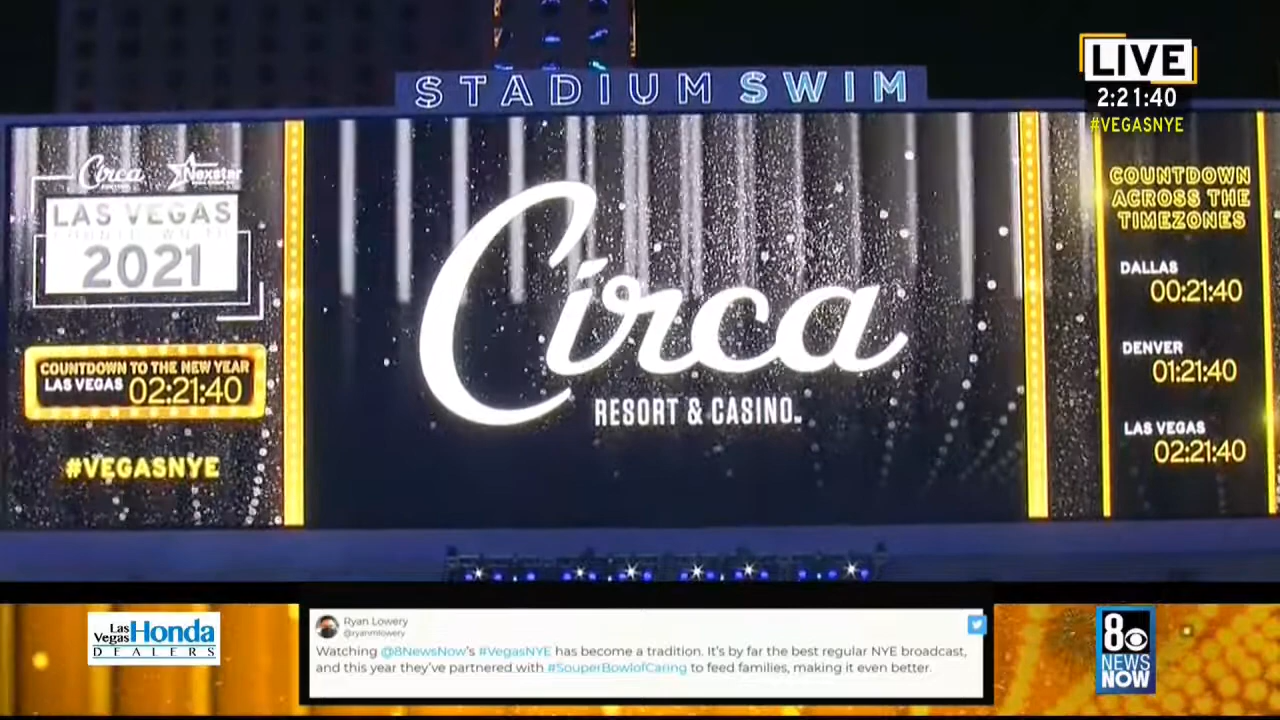 STADIUM SWIM
LIVE
2:21:40
#VEGASNYE
Circa
Nexstar
LAS VEGAS
2021
COUNTDOWN TO THE NEW YEAR
LAS VEGAS 02:21:40
#VEGASNYE
Circa
RESORT & CASINO
COUNTDOWN
ACROSS THE
TIMEZONES
DALLAS
00:21:40
DENVER
01:21:40
LAS VEGAS
02:21:40
Las Vegas Honda
DEALERS
Ryan Lowery
@ryanmlowery
Watching @8NewsNow's #VegasNYE has become a tradition. It's by far the best regular NYE broadcast,
and this year they've partnered with #SouperBowlofCaring to feed families, making it even better.
8
NEWS
NOW